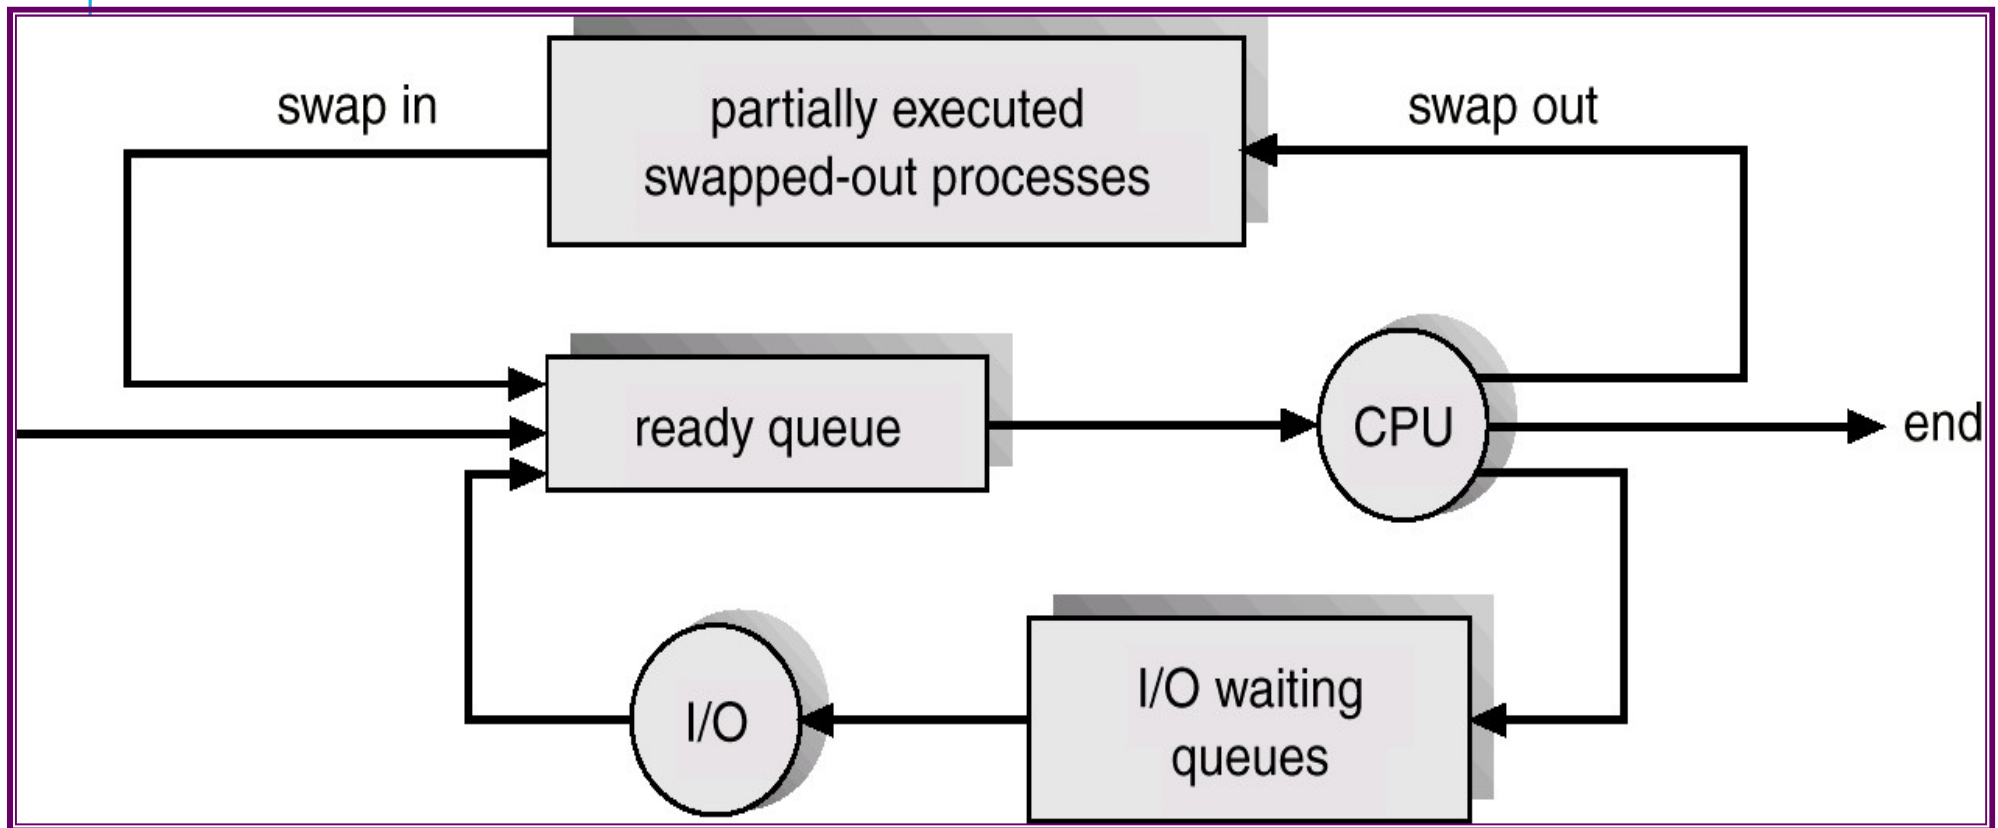 swap in
partially executed
swapped-out processes
swap out
ready queue
CPU
end
I/O
I/O waiting
queues